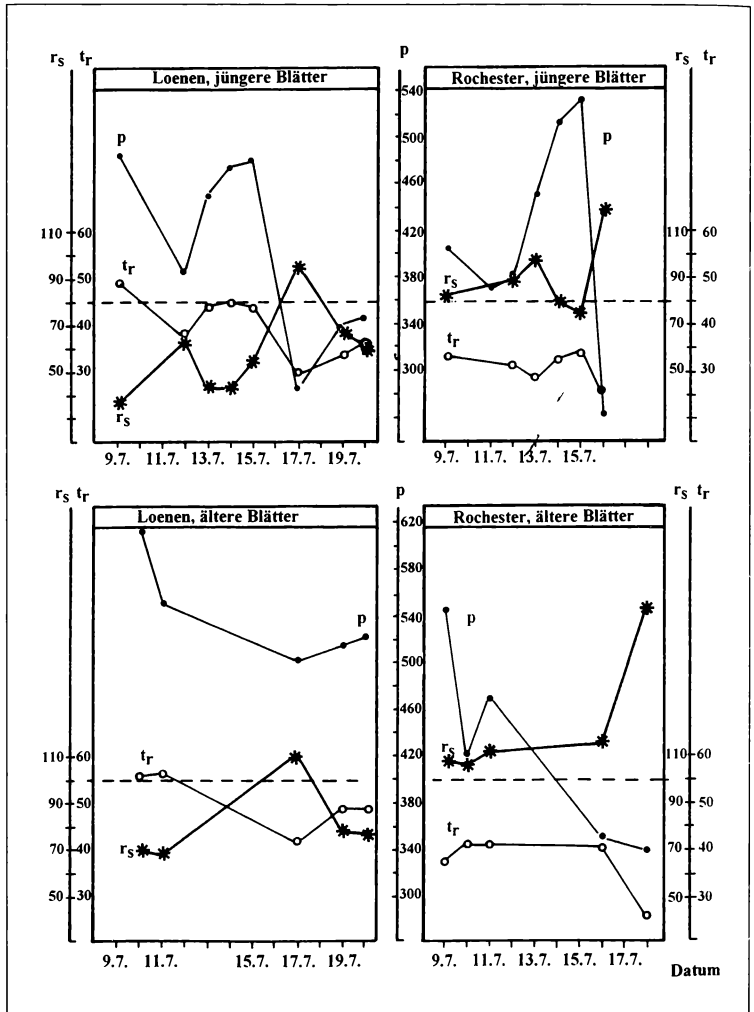 rs tr
Loenen, jüngere Blätter
p
Rochester, jüngere Blätter
rs tr
540
500
460
420
380
340
300
110 60
90 50
70 40
50 30
p
tr
rs
p
rs
tr
110 60
90 50
70 40
50 30
9.7. 11.7. 13.7. 15.7. 17.7. 19.7.
9.7. 11.7. 13.7. 15.7.
rs tr
Loenen, ältere Blätter
p
Rochester, ältere Blätter
rs tr
620
580
540
500
460
420
380
340
300
110 60
90 50
70 40
50 30
p
tr
rs
p
rs
tr
110 60
90 50
70 40
50 30
9.7. 11.7. 15.7. 17.7. 19.7.
9.7. 11.7. 13.7. 15.7. 17.7.
Datum